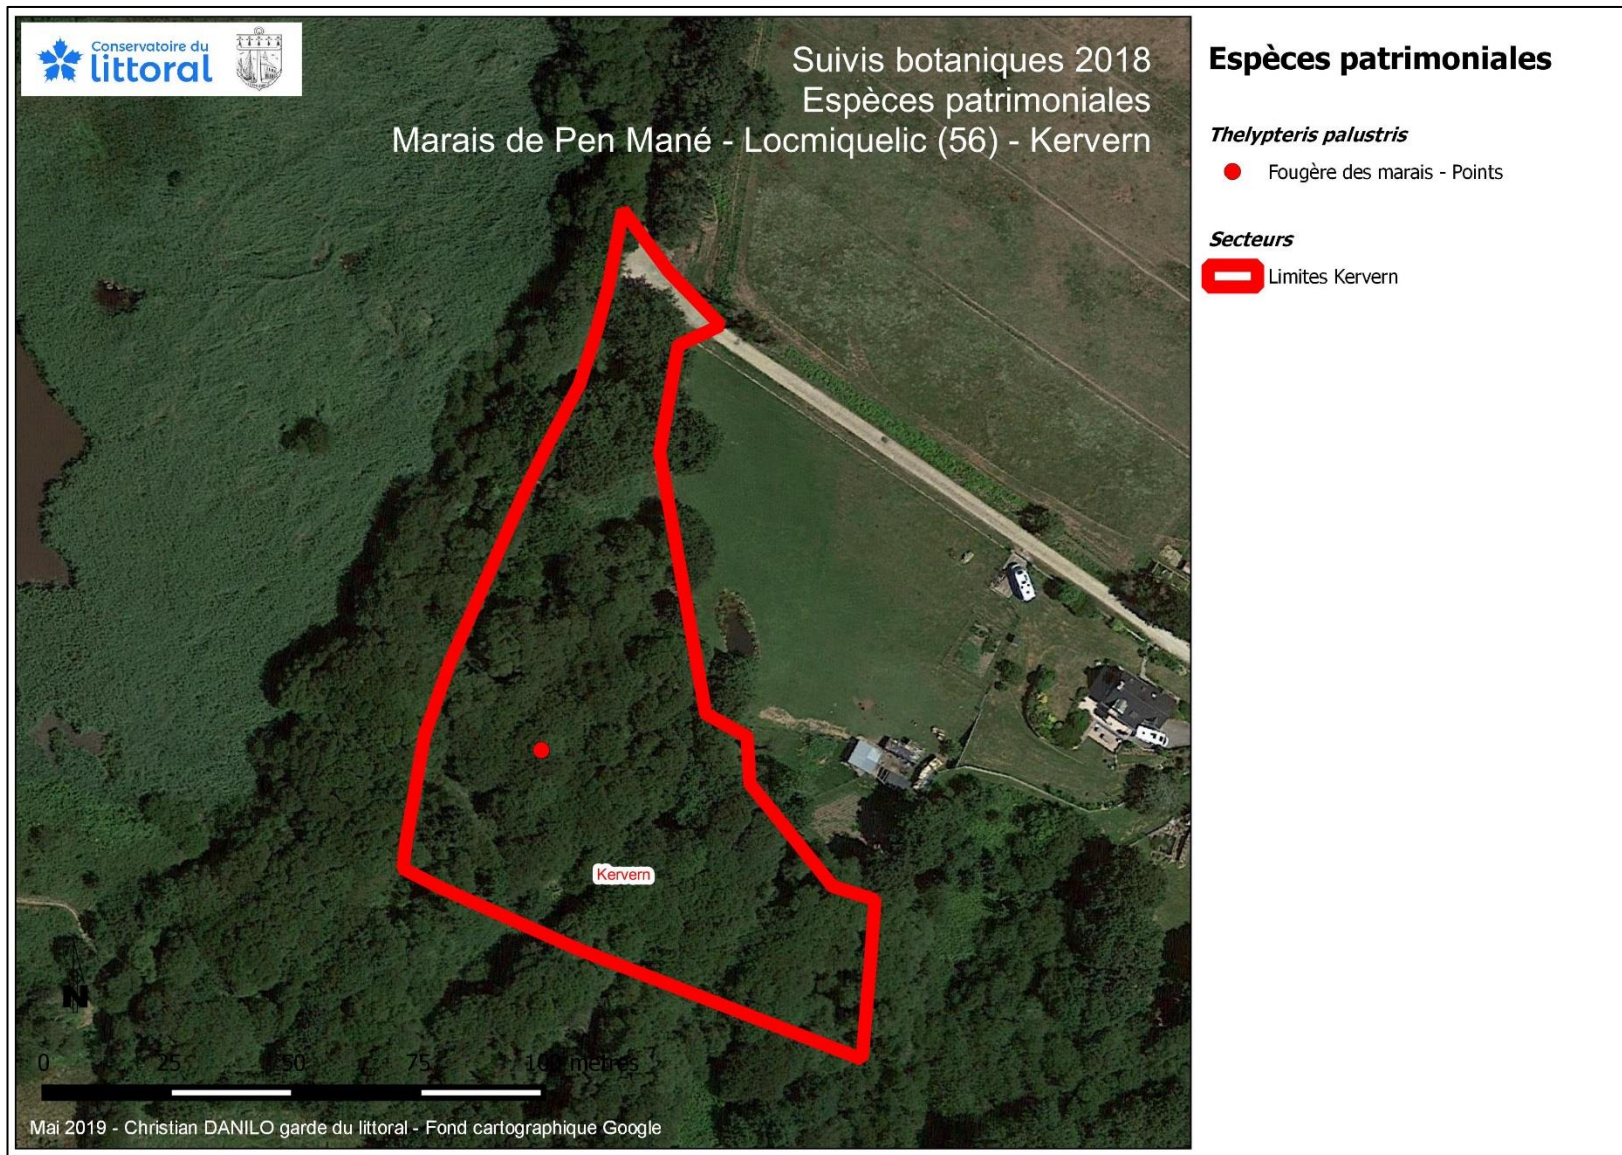 Conservatoire du
littoral
Suivis botaniques 2018
Espèces patrimoniales
Marais de Pen Mané - Locmiquelic (56) - Kervern
Kervern
N
0 25 50 75 100 mètres
Mai 2019 - Christian DANILO garde du littoral - Fond cartographique Google
Espèces patrimoniales
Thelypteris palustris
Fougère des marais - Points
Secteurs
Limites Kervern